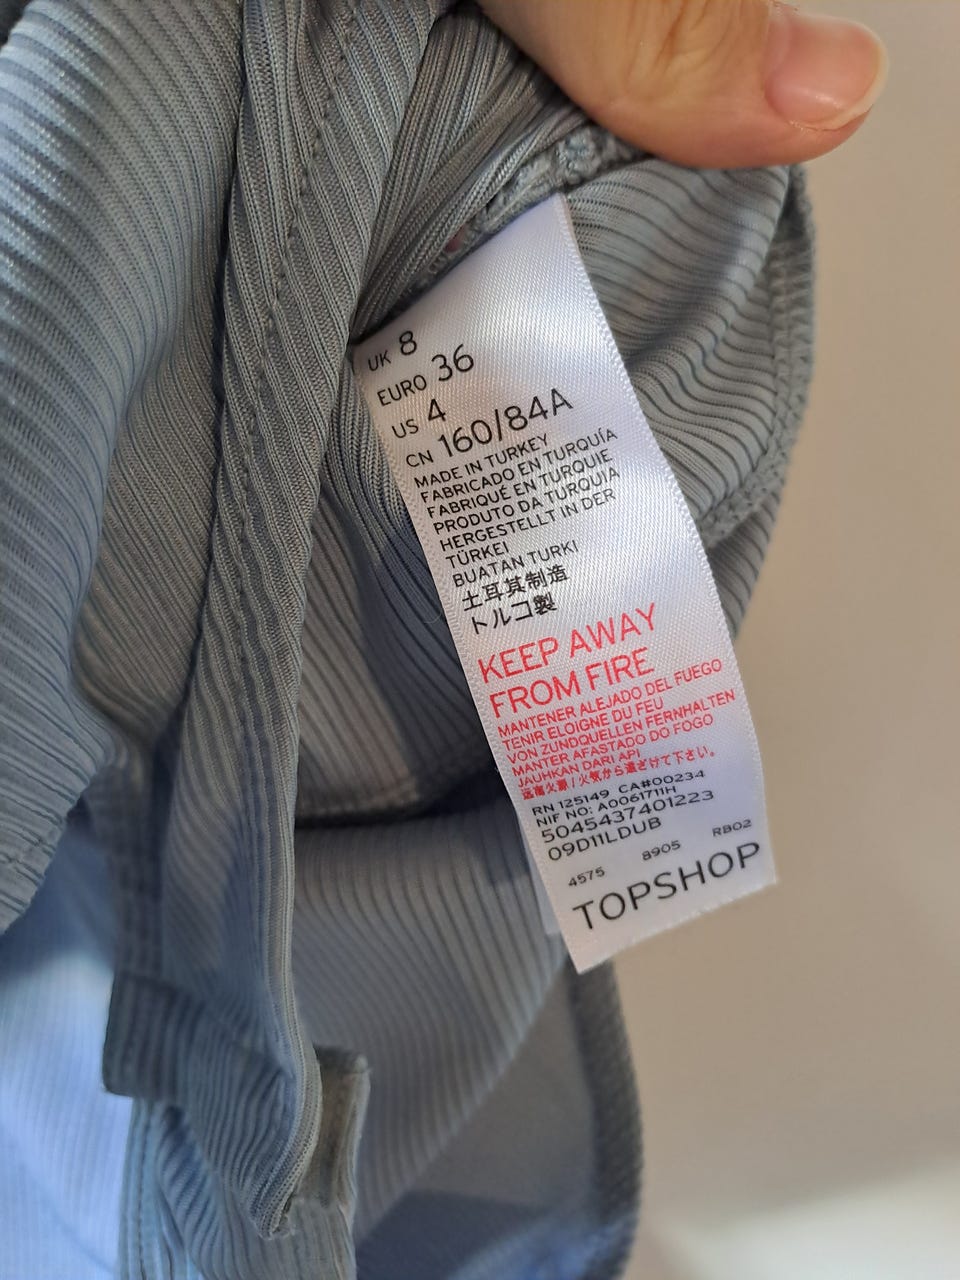 UK 8
EURO 36
US 4
CN 160/84A
MADE IN TURKEY
FABRICADO EN TURQUÍA
FABRIQUÉ EN TURQUIE
PRODUTO DA TURQUIA
HERGESTELLT IN DER
TÜRKEI
BUATAN TURKI
土耳其制造
トルコ製
KEEP AWAY
FROM FIRE
MANTENER ALEJADO DEL FUEGO
TENIR ELOIGNE DU FEU
VON ZUNDQUELLEN FERNHALTEN
MANTER AFASTADO DO FOGO
JAUHKAN DARI API
远离火源 / 火気から遠ざけて下さい。
RN 125149 CA#00234
NIF NO: A0061711H
5045437401223
09D11LDUB
4575 8905 RB02
TOPSHOP